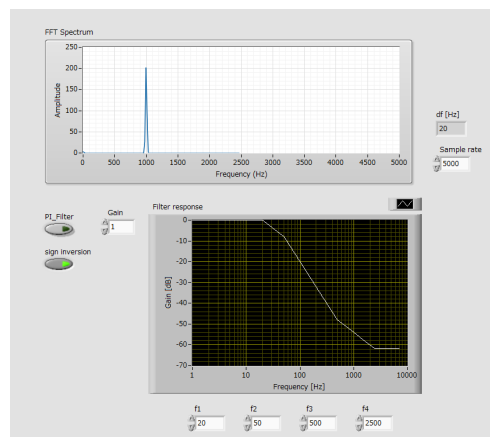 FFT Spectrum
250
200
150
100
50
0
Amplitude
0 500 1000 1500 2000 2500 3000 3500 4000 4500 5000
Frequency (Hz)
df [Hz]
20
Sample rate
5000
PI_Filter
Gain
1
sign inversion
Filter response
0
-10
-20
-30
-40
-50
-60
-70
Gain [dB]
1 10 100 1000 10000
Frequency [Hz]
f1 f2 f3 f4
20 50 500 2500